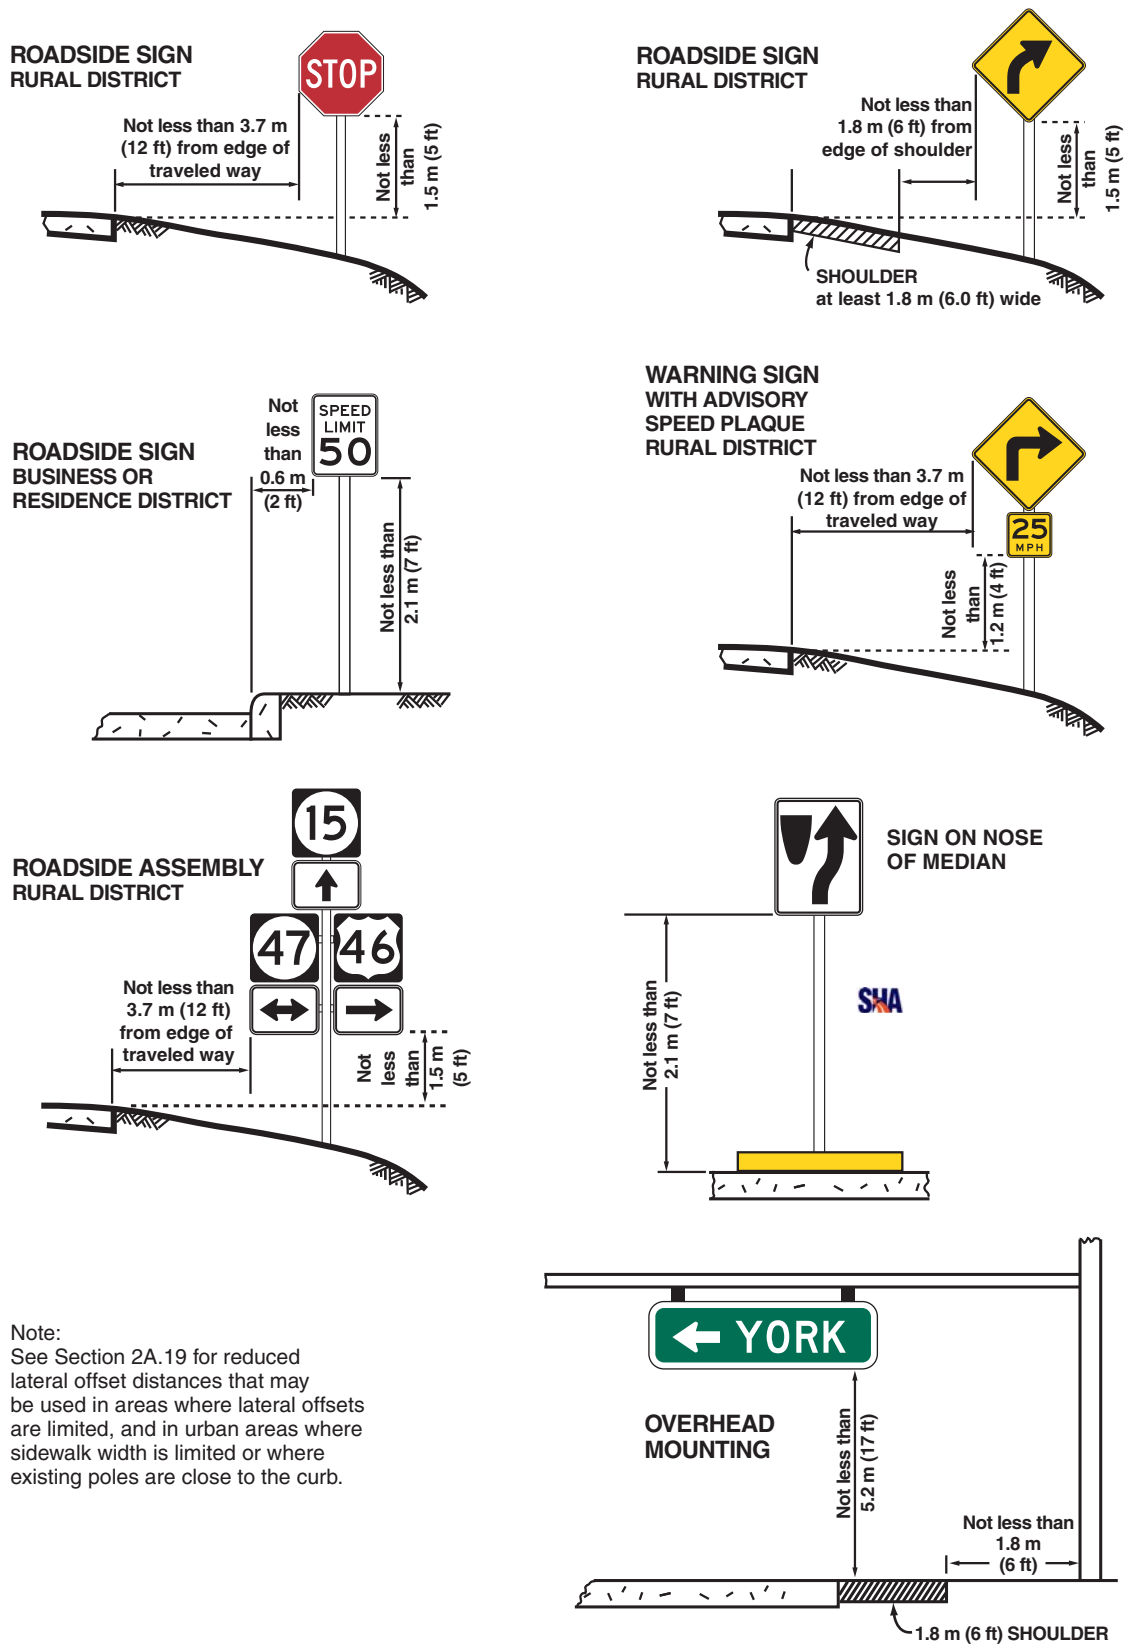 ROADSIDE SIGN
RURAL DISTRICT
STOP
Not less than 3.7 m
(12 ft) from edge of
traveled way
Not less
than
1.5 m (5 ft)
ROADSIDE SIGN
RURAL DISTRICT
Not less than
1.8 m (6 ft) from
edge of shoulder
Not less
than
1.5 m (5 ft)
SHOULDER
at least 1.8 m (6.0 ft) wide
ROADSIDE SIGN
BUSINESS OR
RESIDENCE DISTRICT
Not
less
than
0.6 m
(2 ft)
SPEED
LIMIT
50
Not less than
2.1 m (7 ft)
WARNING SIGN
WITH ADVISORY
SPEED PLAQUE
RURAL DISTRICT
Not less than 3.7 m
(12 ft) from edge of
traveled way
25
MPH
Not less
than
1.2 m (4 ft)
ROADSIDE ASSEMBLY
RURAL DISTRICT
15
47
46
Not less than
3.7 m (12 ft)
from edge of
traveled way
Not
less
than
1.5 m
(5 ft)
SIGN ON NOSE
OF MEDIAN
Not less than
2.1 m (7 ft)
SHA
Note:
See Section 2A.19 for reduced
lateral offset distances that may
be used in areas where lateral offsets
are limited, and in urban areas where
sidewalk width is limited or where
existing poles are close to the curb.
YORK
OVERHEAD
MOUNTING
Not less than
5.2 m (17 ft)
Not less than
1.8 m
(6 ft)
1.8 m (6 ft) SHOULDER